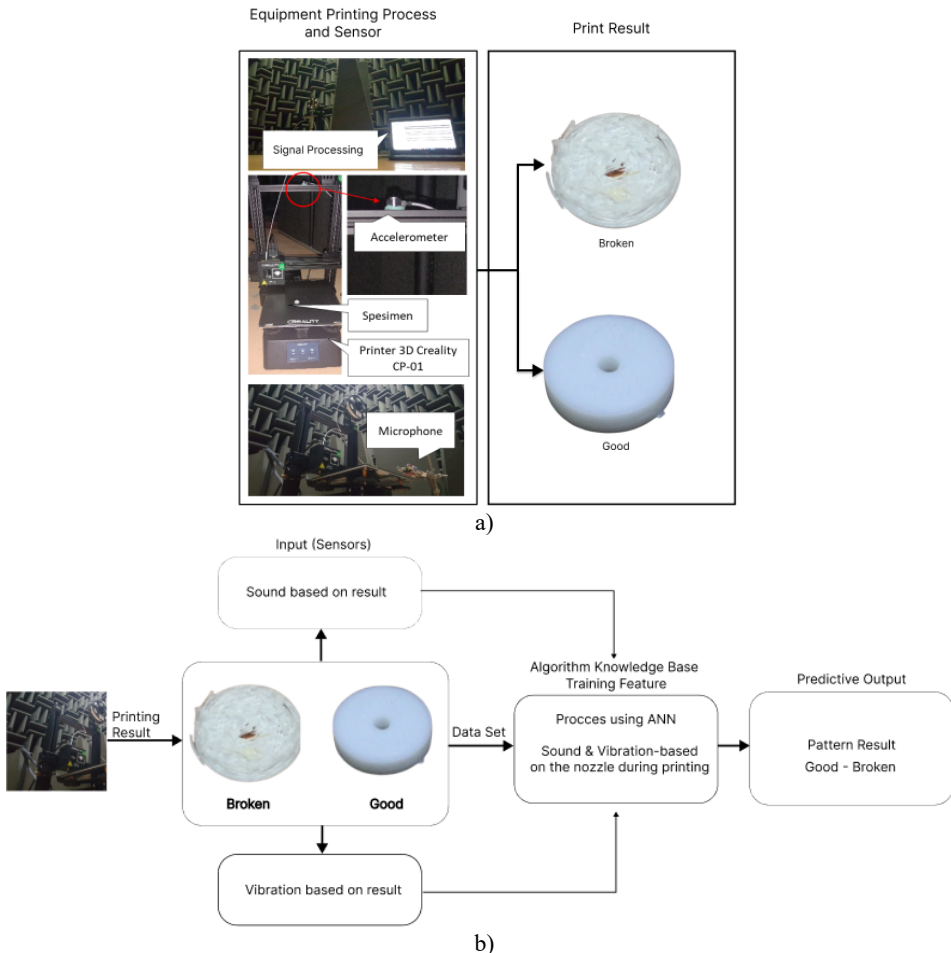 Equipment Printing Process
and Sensor
Print Result
Signal Processing
Accelerometer
Spesimen
CREALITY
Printer 3D Creality
CP-01
Microphone
Broken
Good
a)
Input (Sensors)
Sound based on result
Algorithm Knowledge Base
Training Feature
Predictive Output
Printing
Result
Data Set
Procces using ANN
Sound & Vibration-based
on the nozzle during printing
Pattern Result
Good - Broken
Broken
Good
Vibration based on result
b)